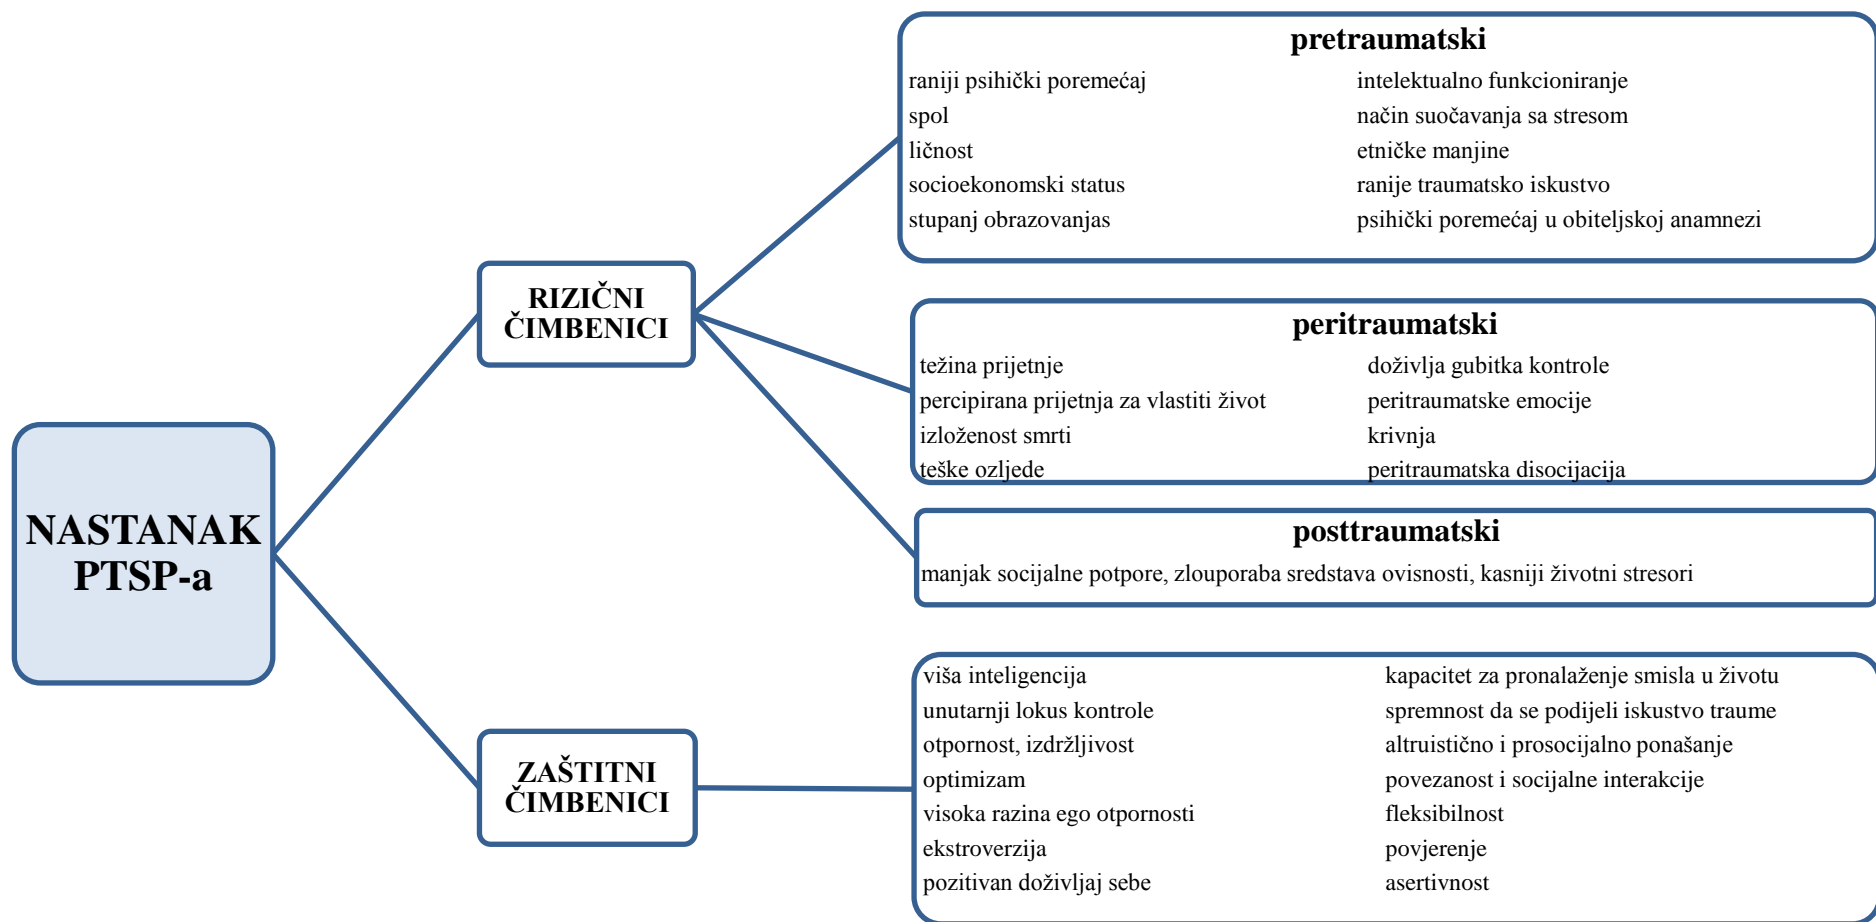 NASTANAK
PTSP-a
RIZIČNI
ČIMBENICI
pretraumatski
raniji psihički poremećaj
spol
ličnost
socioekonomski status
stupanj obrazovanjas
intelektualno funkcioniranje
način suočavanja sa stresom
etničke manjine
ranije traumatsko iskustvo
psihički poremećaj u obiteljskoj anamnezi
peritraumatski
težina prijetnje
percipirana prijetnja za vlastiti život
izloženost smrti
teške ozljede
doživlja gubitka kontrole
peritraumatske emocije
krivnja
peritraumatska disocijacija
posttraumatski
manjak socijalne potpore, zlouporaba sredstava ovisnosti, kasniji životni stresori
ZAŠTITNI
ČIMBENICI
viša inteligencija
unutarnji lokus kontrole
otpornost, izdržljivost
optimizam
visoka razina ego otpornosti
ekstroverzija
pozitivan doživljaj sebe
kapacitet za pronalaženje smisla u životu
spremnost da se podijeli iskustvo traume
altruistično i prosocijalno ponašanje
povezanost i socijalne interakcije
fleksibilnost
povjerenje
asertivnost